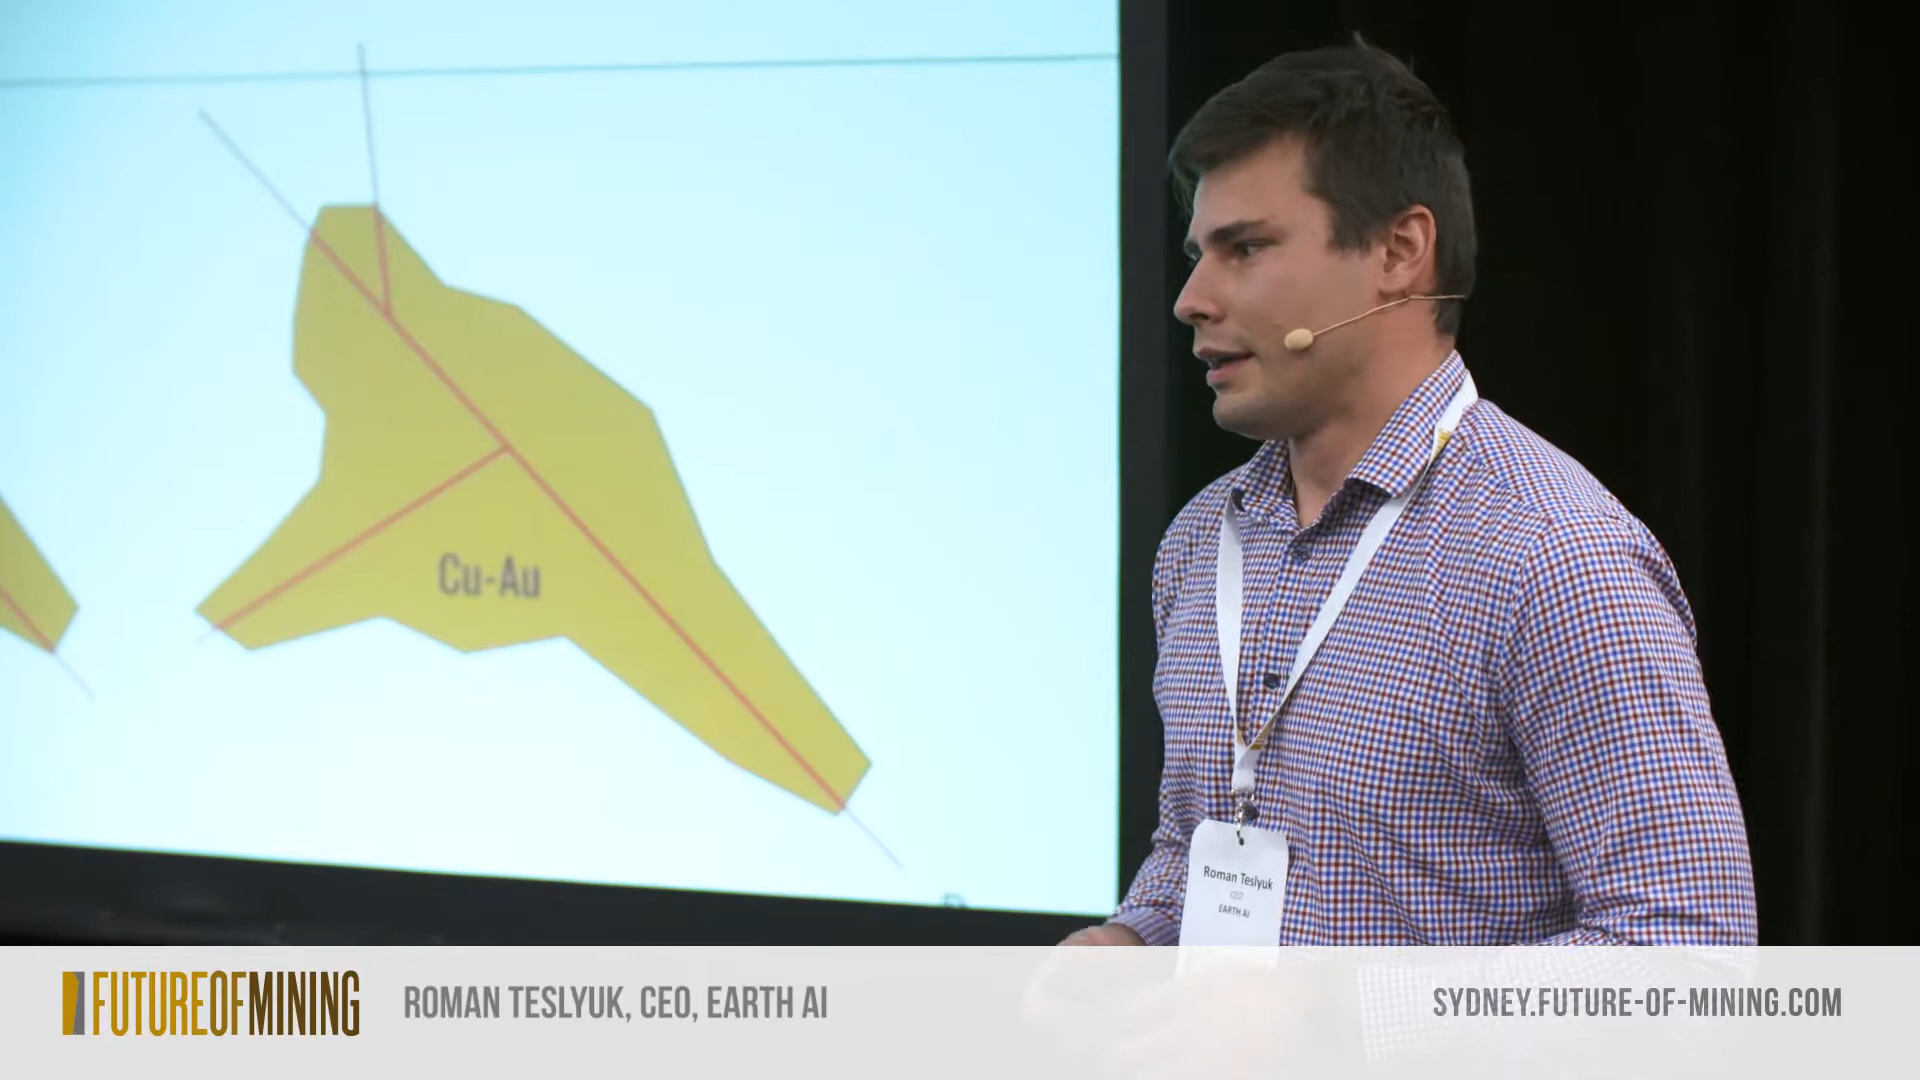 Cu-Au
Roman Teslyuk
CEO
EARTH AI
FUTUREOFMINING
ROMAN TESLYUK, CEO, EARTH AI
SYDNEY.FUTURE-OF-MINING.COM